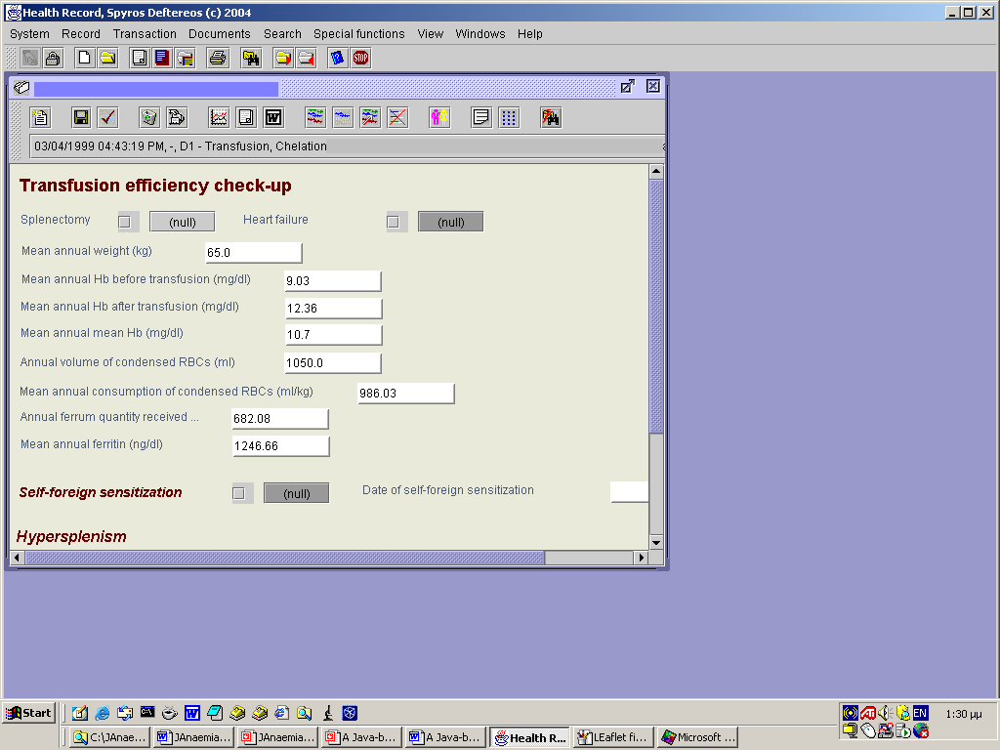 Health Record, Spyros Deftereos (c) 2004
System Record Transaction Documents Search Special functions View Windows Help
STOP
W
03/04/1999 04:43:19 PM, -, D1 - Transfusion, Chelation
Transfusion efficiency check-up
Splenectomy (null) Heart failure (null)
Mean annual weight (kg) 65.0
Mean annual Hb before transfusion (mg/dl) 9.03
Mean annual Hb after transfusion (mg/dl) 12.36
Mean annual mean Hb (mg/dl) 10.7
Annual volume of condensed RBCs (ml) 1050.0
Mean annual consumption of condensed RBCs (ml/kg) 986.03
Annual ferrum quantity received ... 682.08
Mean annual ferritin (ng/dl) 1246.66
Self-foreign sensitization (null) Date of self-foreign sensitization
Hypersplenism
Start EN 1:30 μμ
C:\JAnae... JAnaemia... JAnaemia... A Java-b... A Java-b... Health R... LEaflet fi... Microsoft ...